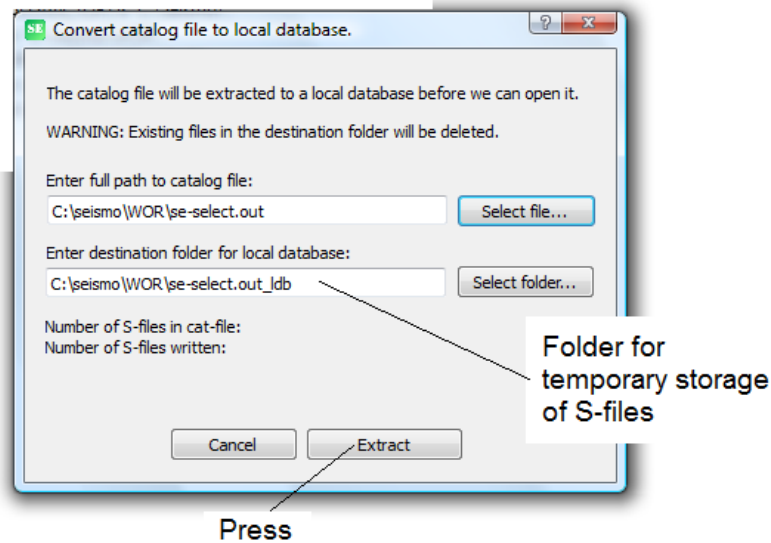 SE Convert catalog file to local database.
The catalog file will be extracted to a local database before we can open it.
WARNING: Existing files in the destination folder will be deleted.
Enter full path to catalog file:
C:\seismo\WOR\se-select.out
Select file...
Enter destination folder for local database:
C:\seismo\WOR\se-select.out_ldb
Select folder...
Number of S-files in cat-file:
Number of S-files written:
Folder for
temporary storage
of S-files
Cancel
Extract
Press